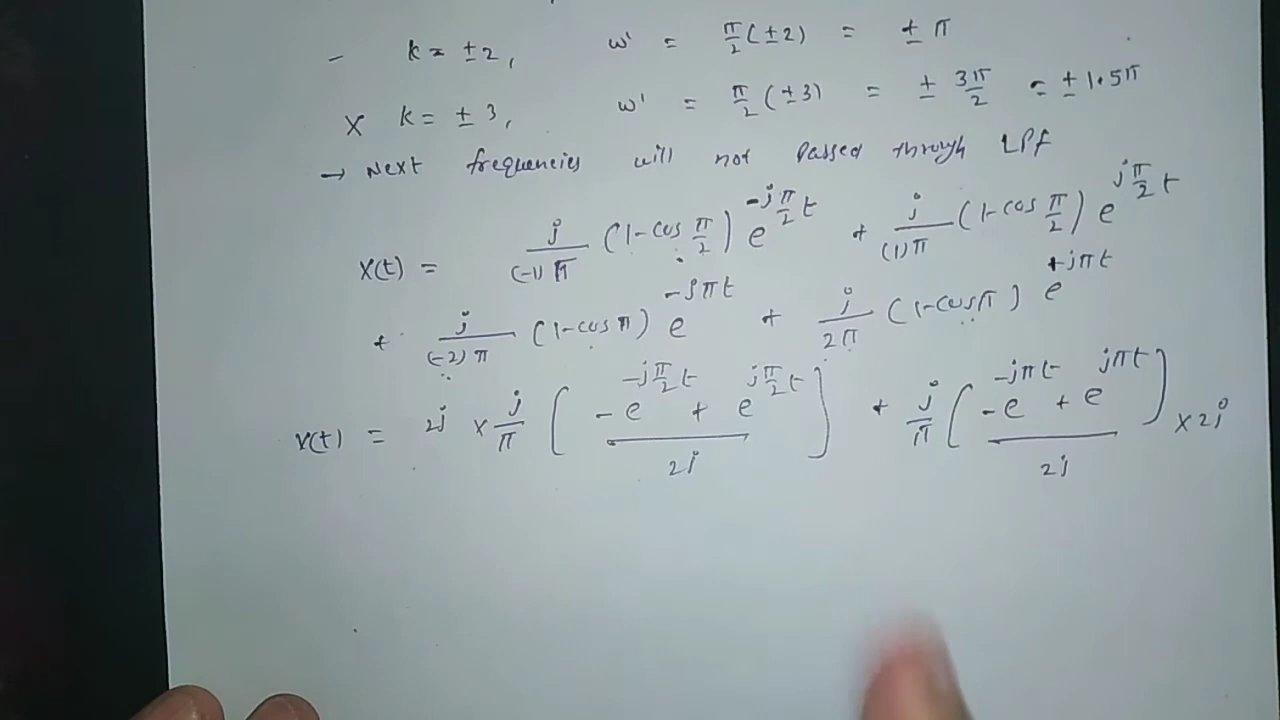 - k = ±2, w' = π/2 (±2) = ± π
X k = ± 3, w' = π/2 (±3) = ± 3π/2 = ± 1.5π
→ Next frequencies will not passed through LPF
x(t) = j/(-1)π (1-cos π/2) e^(-jπ/2 t) + j/(1)π (1-cos π/2) e^(jπ/2 t)
+ j/(-2)π (1-cos π) e^(-jπt) + j/2π (1-cos π) e^(+jπt)
x(t) = 2j × j/π [ (-e^(-jπ/2 t) + e^(jπ/2 t))/2j ] + j/π [ (-e^(-jπt) + e^(jπt))/2j ] × 2j